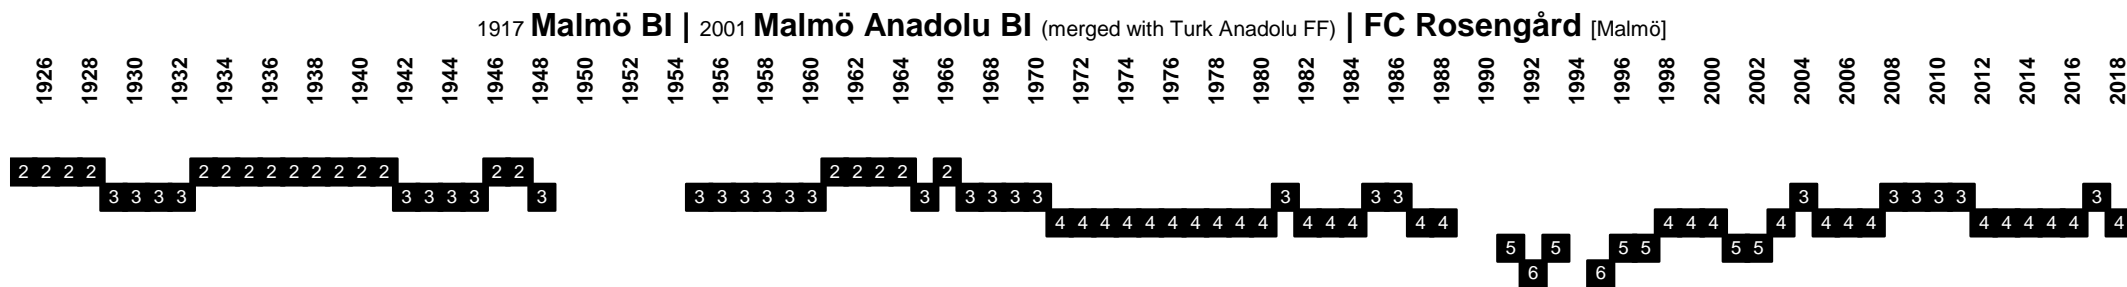 1917 Malmö BI | 2001 Malmö Anadolu BI (merged with Turk Anadolu FF) | FC Rosengård [Malmö]
1926 1928 1930 1932 1934 1936 1938 1940 1942 1944 1946 1948 1950 1952 1954 1956 1958 1960 1962 1964 1966 1968 1970 1972 1974 1976 1978 1980 1982 1984 1986 1988 1990 1992 1994 1996 1998 2000 2002 2004 2006 2008 2010 2012 2014 2016 2018
2 2 2 2 2 2 2 2 2 2 2 2 2 2 2 2 2 2 2 2
3 3 3 3 3 3 3 3 3 3 3 3 3 3 3 3 3 3 3 3 3 3 3 3 3 3 3 3 3
4 4 4 4 4 4 4 4 4 4 4 4 4 4 4 4 4 4 4 4 4 4 4 4 4 4 4 4
5 5 5 5 5 5
6 6